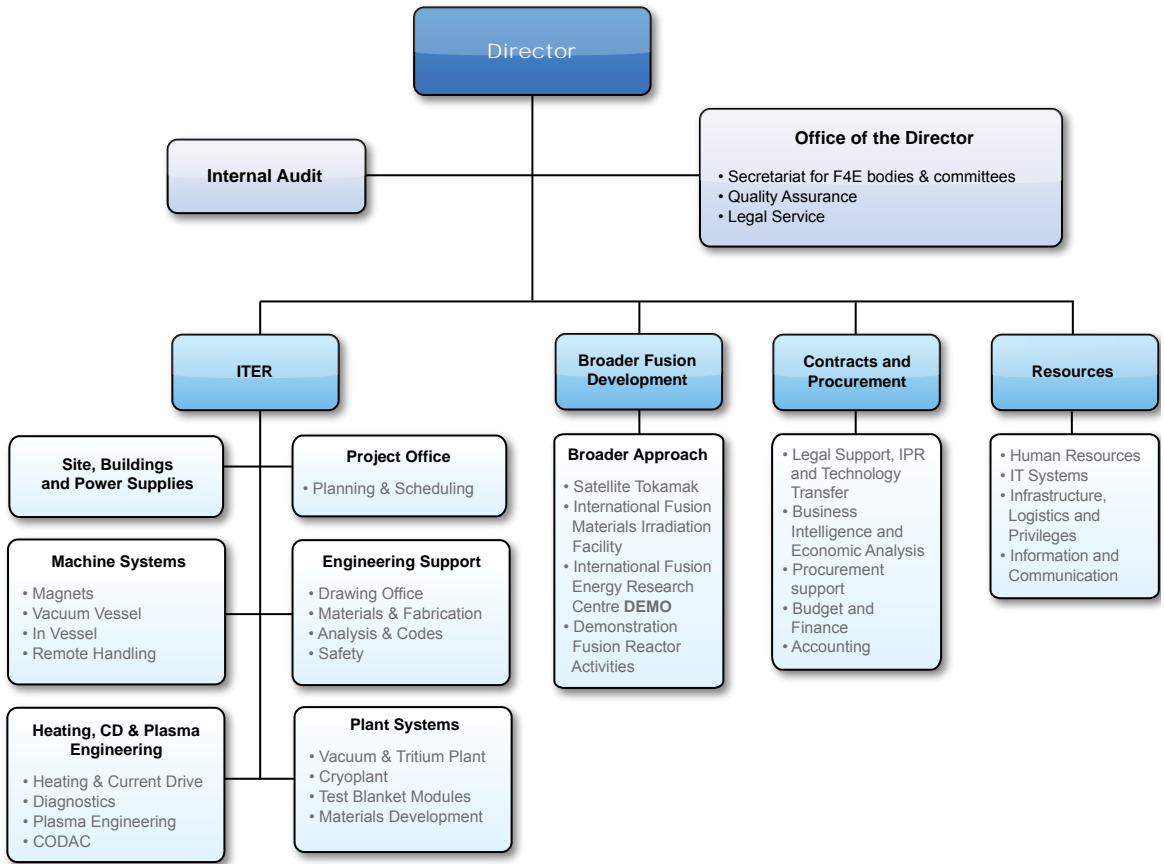 Director
Internal Audit
Office of the Director
• Secretariat for F4E bodies & committees
• Quality Assurance
• Legal Service
ITER
Broader Fusion
Development
Contracts and
Procurement
Resources
Site, Buildings
and Power Supplies
Project Office
• Planning & Scheduling
Machine Systems
• Magnets
• Vacuum Vessel
• In Vessel
• Remote Handling
Engineering Support
• Drawing Office
• Materials & Fabrication
• Analysis & Codes
• Safety
Heating, CD & Plasma
Engineering
• Heating & Current Drive
• Diagnostics
• Plasma Engineering
• CODAC
Plant Systems
• Vacuum & Tritium Plant
• Cryoplant
• Test Blanket Modules
• Materials Development
Broader Approach
• Satellite Tokamak
• International Fusion
Materials Irradiation
Facility
• International Fusion
Energy Research
Centre DEMO
• Demonstration
Fusion Reactor
Activities
• Legal Support, IPR
and Technology
Transfer
• Business
Intelligence and
Economic Analysis
• Procurement
support
• Budget and
Finance
• Accounting
• Human Resources
• IT Systems
• Infrastructure,
Logistics and
Privileges
• Information and
Communication